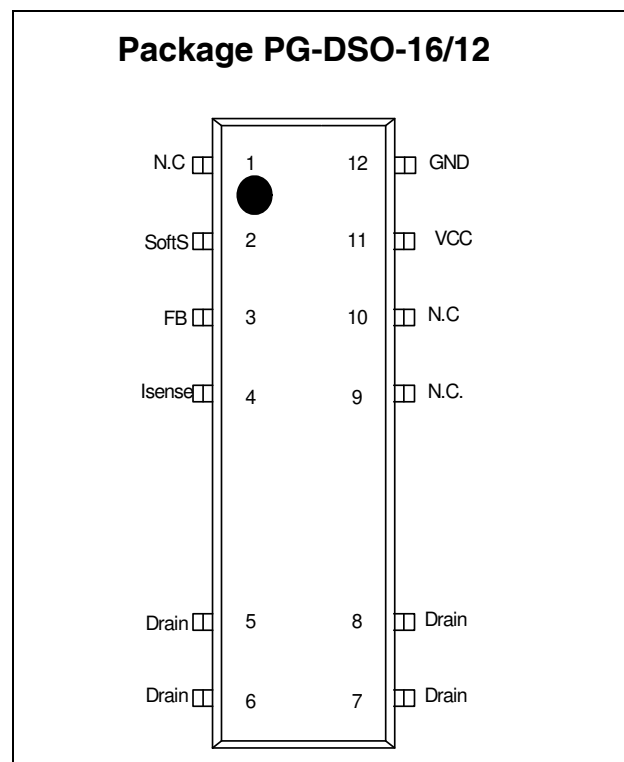 Package PG-DSO-16/12
N.C 1 12 GND
SoftS 2 11 VCC
FB 3 10 N.C
Isense 4 9 N.C.
Drain 5 8 Drain
Drain 6 7 Drain